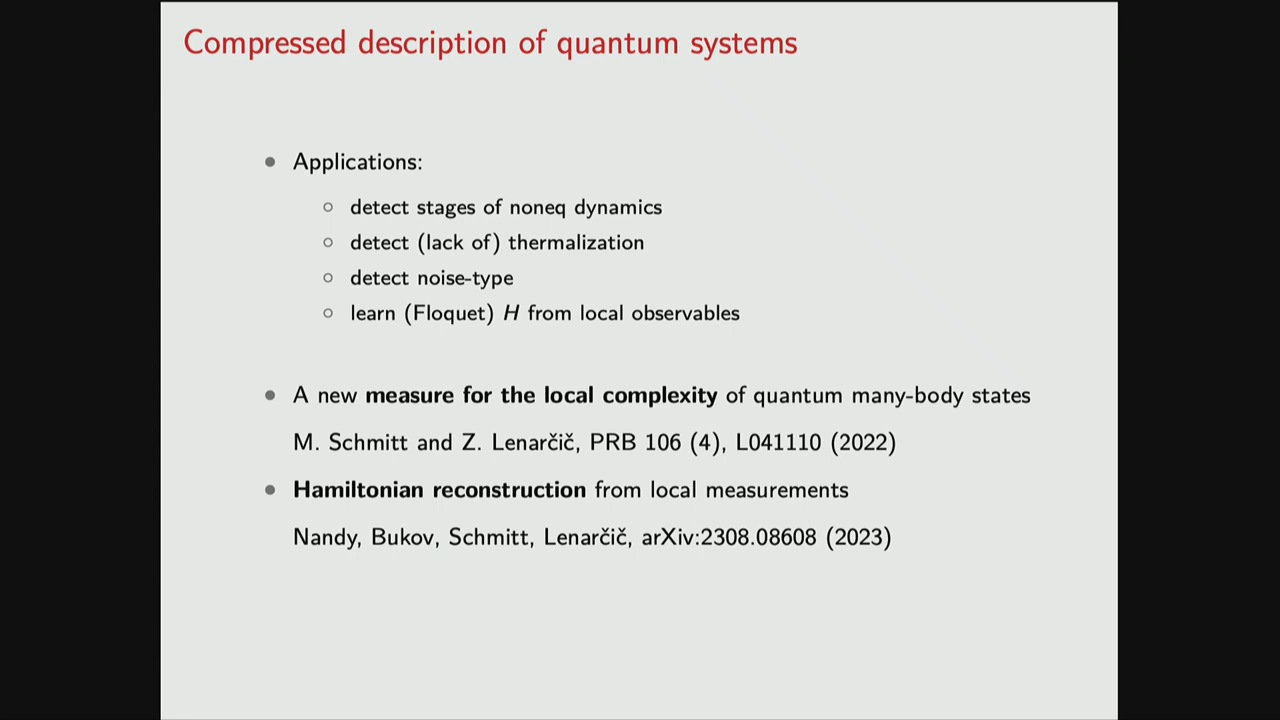 Compressed description of quantum systems
• Applications:
◦ detect stages of noneq dynamics
◦ detect (lack of) thermalization
◦ detect noise-type
◦ learn (Floquet) H from local observables
• A new measure for the local complexity of quantum many-body states
M. Schmitt and Z. Lenarčič, PRB 106 (4), L041110 (2022)
• Hamiltonian reconstruction from local measurements
Nandy, Bukov, Schmitt, Lenarčič, arXiv:2308.08608 (2023)